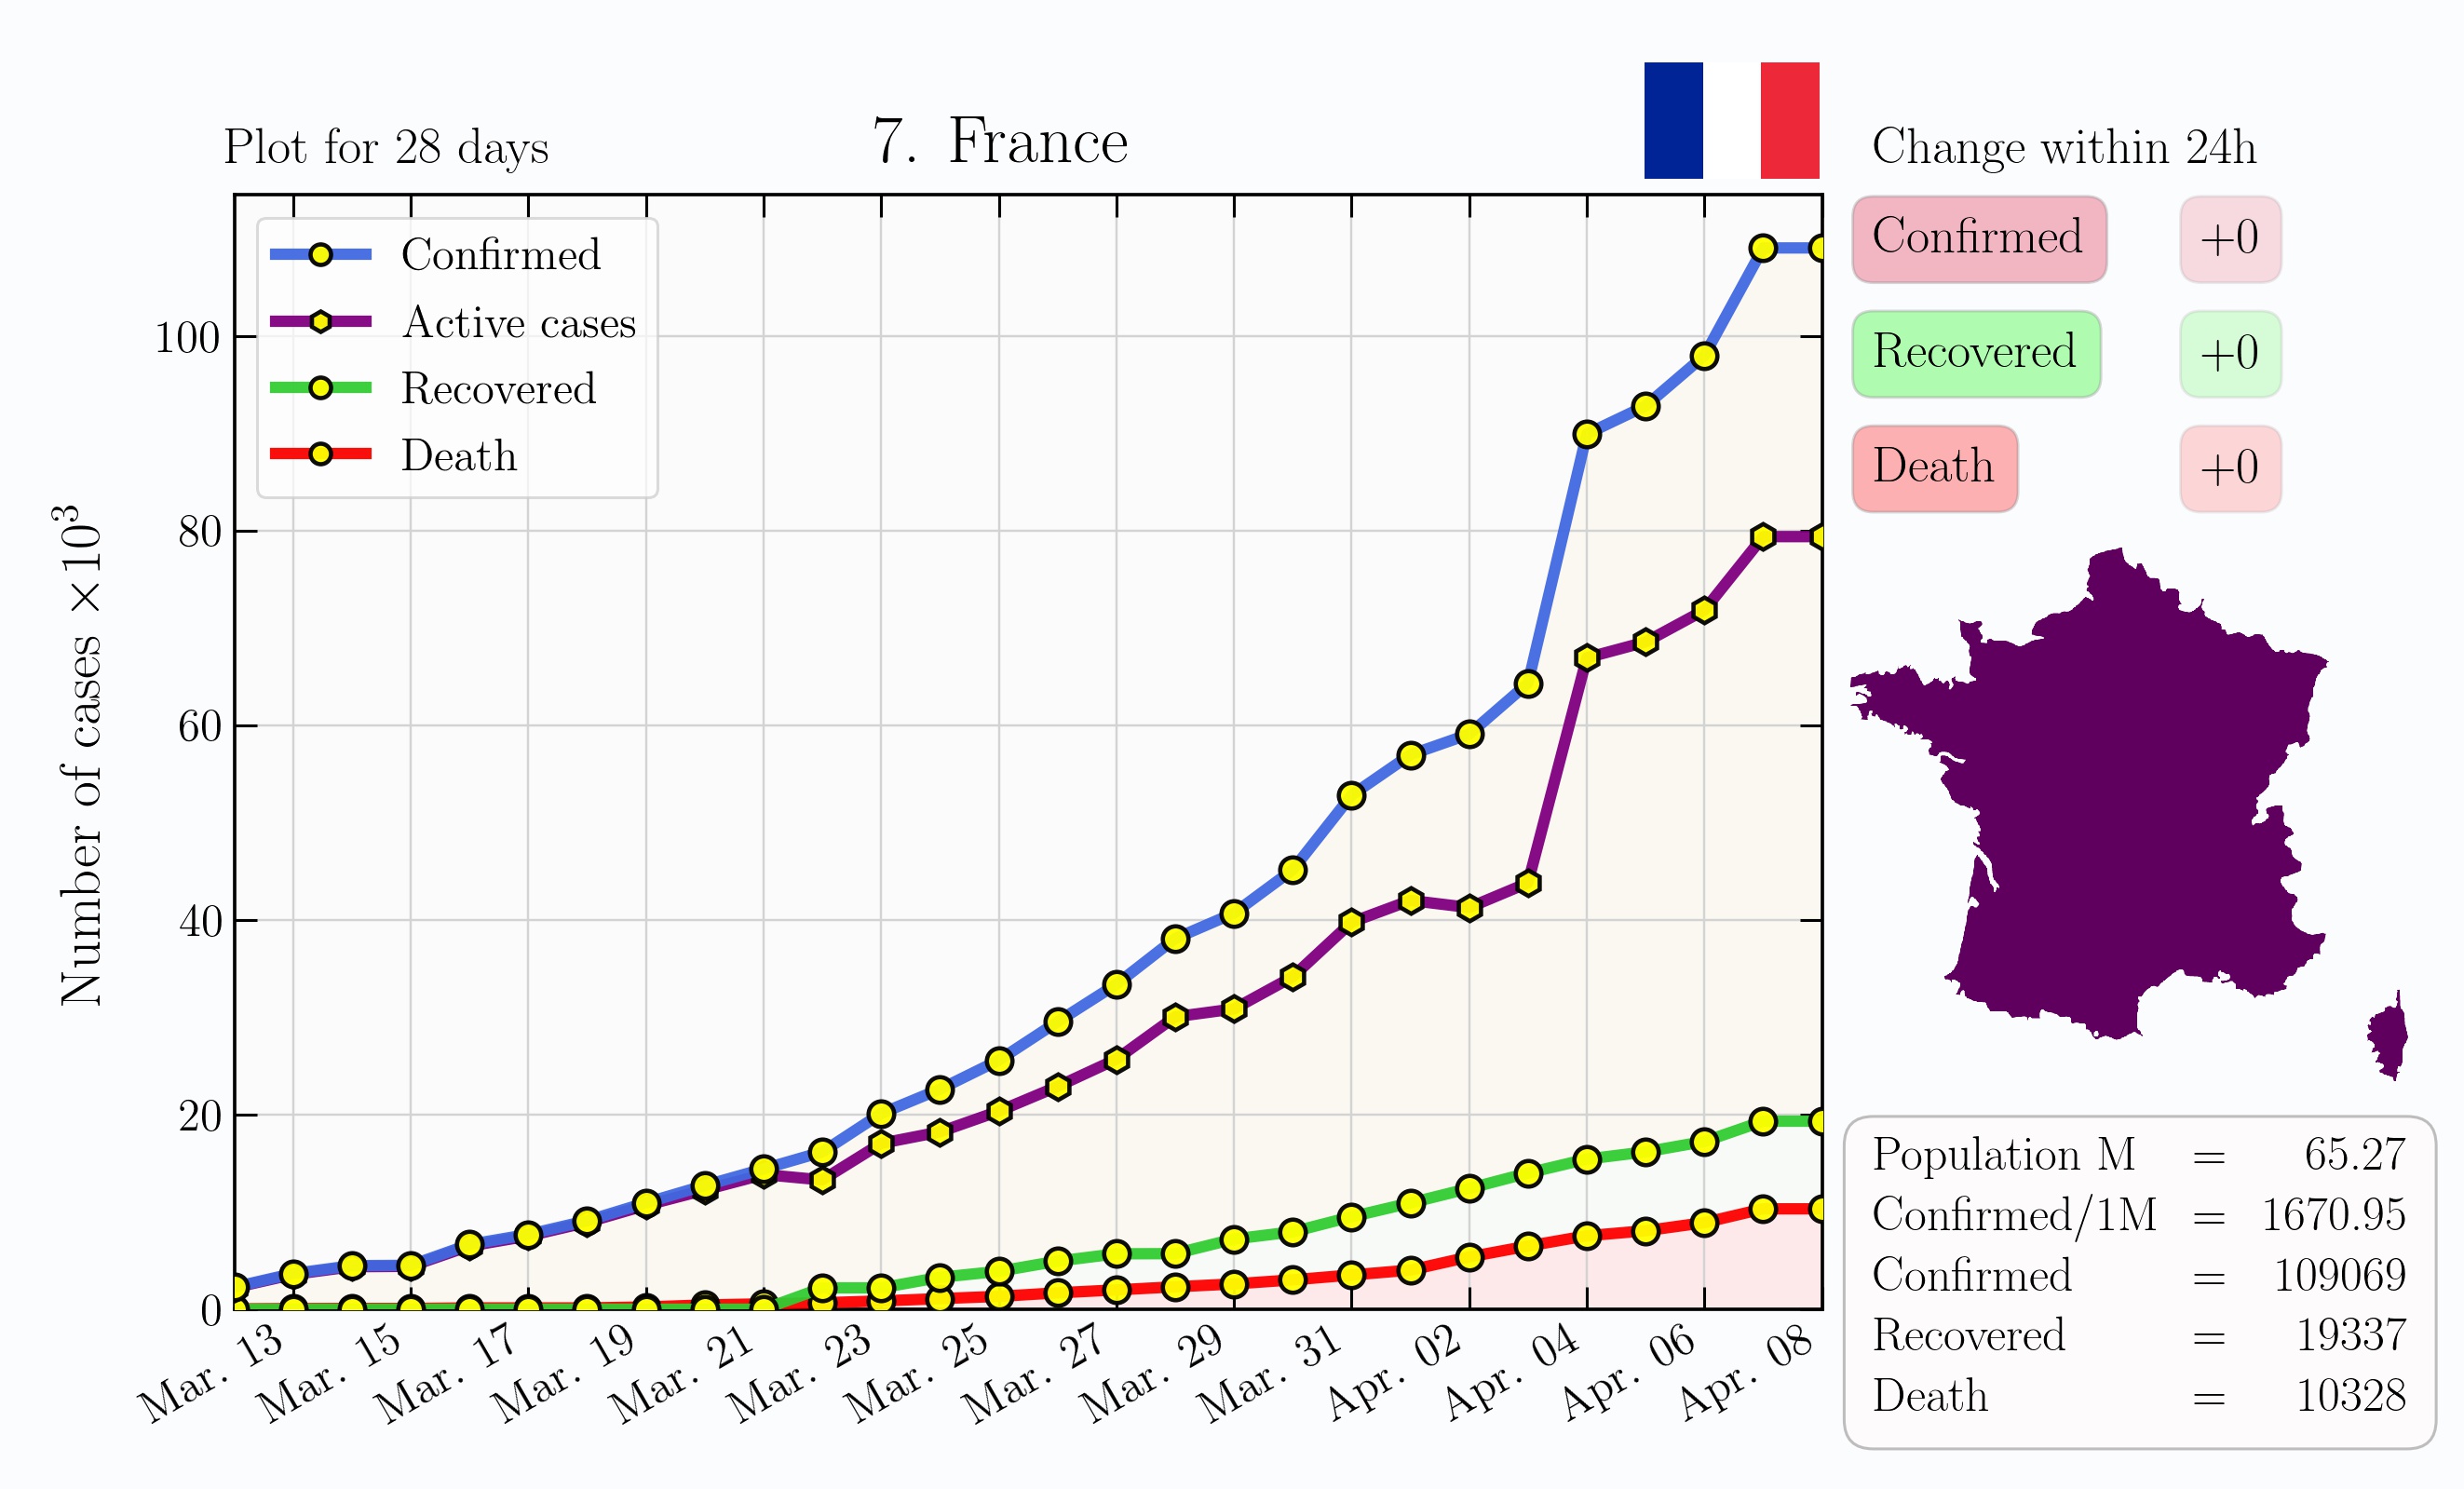 Plot for 28 days
7. France
Change within 24h
Confirmed
Active cases
Recovered
Death
Confirmed +0
Recovered +0
Death +0
Number of cases ×10³
100
80
60
40
20
0
Mar. 13
Mar. 15
Mar. 17
Mar. 19
Mar. 21
Mar. 23
Mar. 25
Mar. 27
Mar. 29
Mar. 31
Apr. 02
Apr. 04
Apr. 06
Apr. 08
Population M = 65.27
Confirmed/1M = 1670.95
Confirmed = 109069
Recovered = 19337
Death = 10328